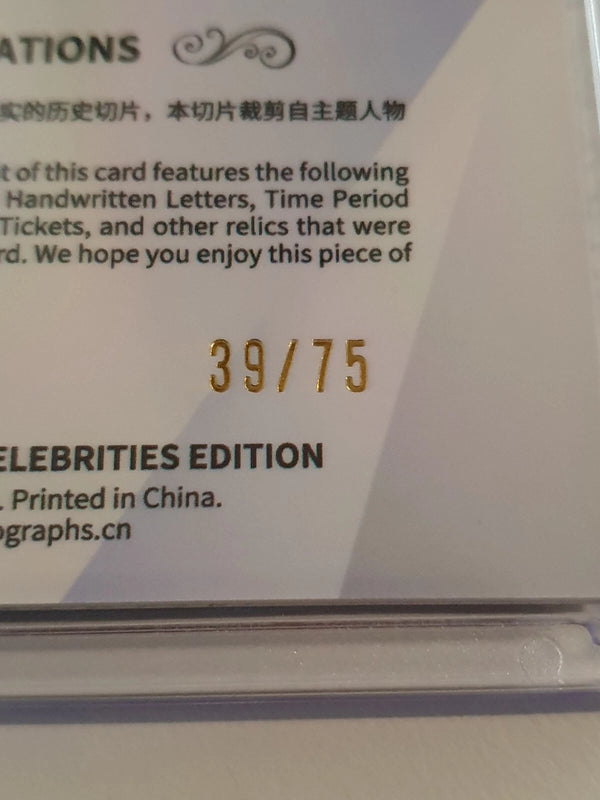 ATIONS
实的历史切片，本切片裁剪自主题人物
t of this card features the following
Handwritten Letters, Time Period
Tickets, and other relics that were
rd. We hope you enjoy this piece of
39/75
ELEBRITIES EDITION
. Printed in China.
ographs.cn